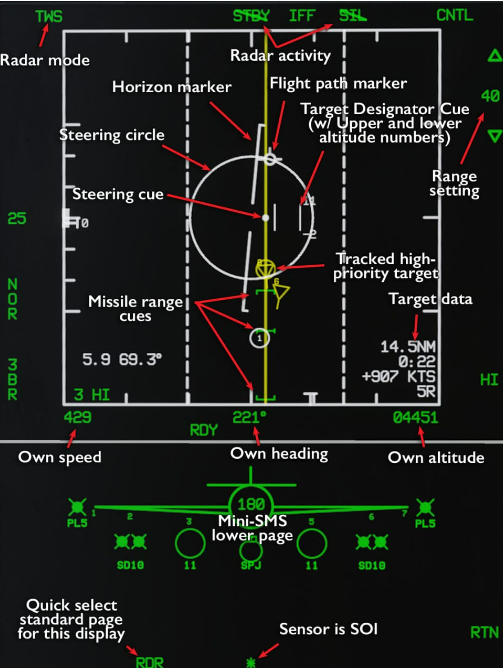 TWS
STBY
IFF
SIL
CNTL
Radar mode
Radar activity
Horizon marker
Flight path marker
Target Designator Cue
(w/ Upper and lower
altitude numbers)
40
Steering circle
Range
setting
Steering cue
11
25
T0
-2
Tracked high-
priority target
6
N
O
R
Missile range
cues
Target data
1
14.5NM
5.9 69.3°
0:22
+907 KTS
3
B
R
HI
3 HI
5R
429
221°
04451
RDY
Own speed
Own heading
Own altitude
180
PL5
1
2
3
Mini-SMS
lower page
5
6
7
PL5
SD10
11
SPJ
11
SD10
Quick select
standard page
for this display
Sensor is SOI
RTN
RDR
*